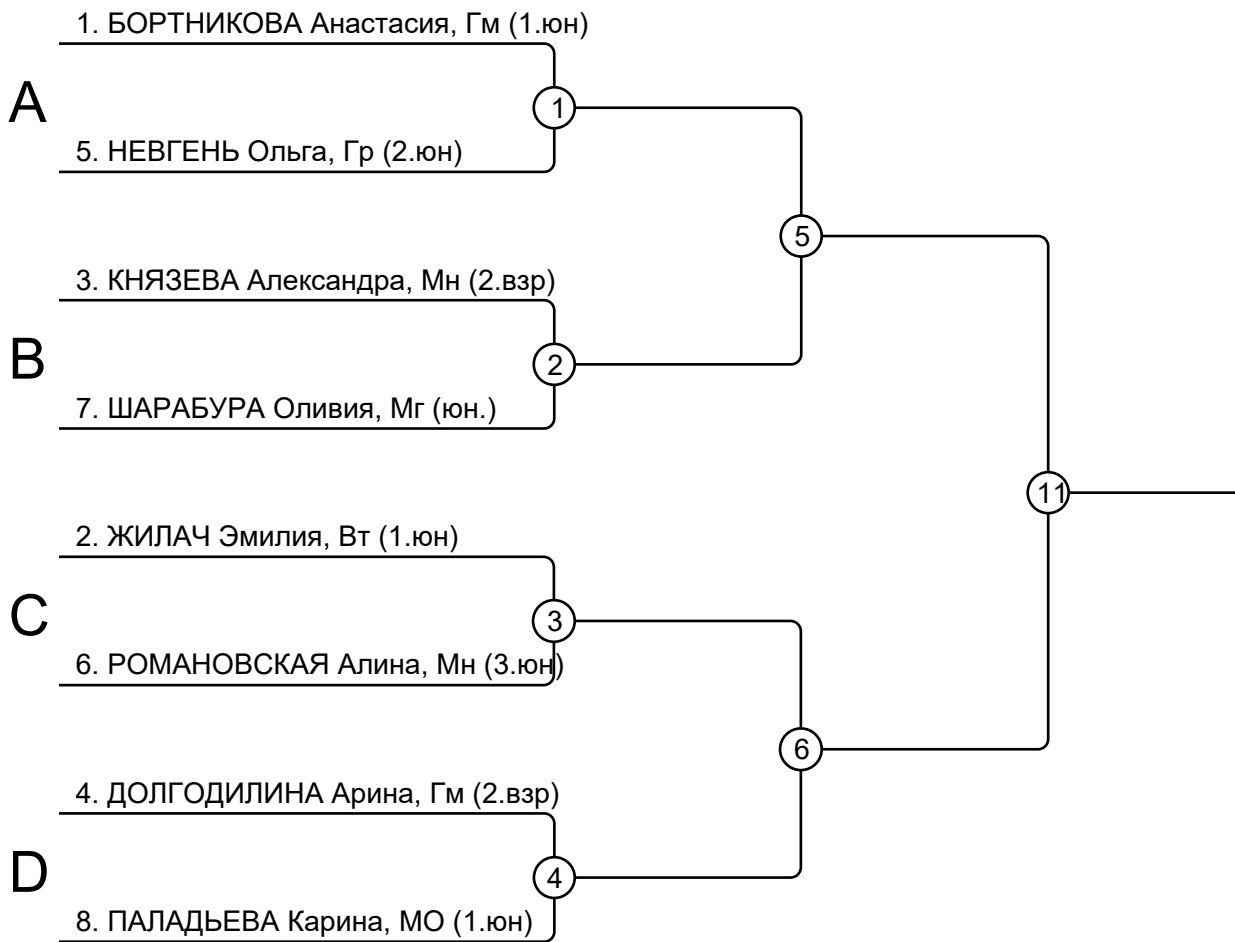 1. БОРТНИКОВА Анастасия, Гм (1.юн)
A
1
5. НЕВГЕНЬ Ольга, Гр (2.юн)
5
3. КНЯЗЕВА Александра, Мн (2.взр)
B
2
7. ШАРАБУРА Оливия, Мг (юн.)
11
2. ЖИЛАЧ Эмилия, Вт (1.юн)
C
3
6. РОМАНОВСКАЯ Алина, Мн (3.юн)
6
4. ДОЛГОДИЛИНА Арина, Гм (2.взр)
D
4
8. ПАЛАДЬЕВА Карина, МО (1.юн)